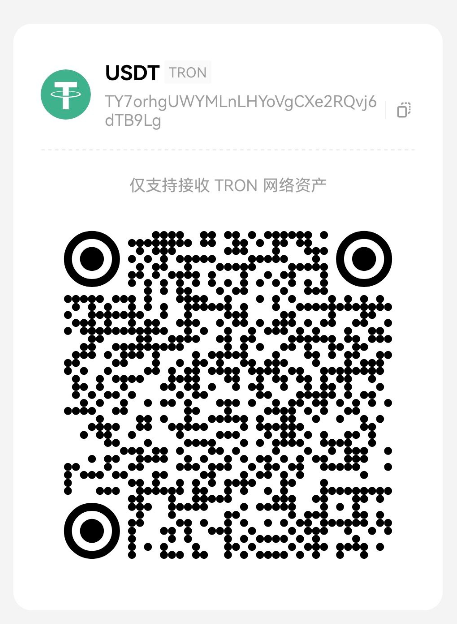 USDT TRON
TY7orhgUWYMLnLHYoVgCXe2RQvj6
dTB9Lg
仅支持接收 TRON 网络资产